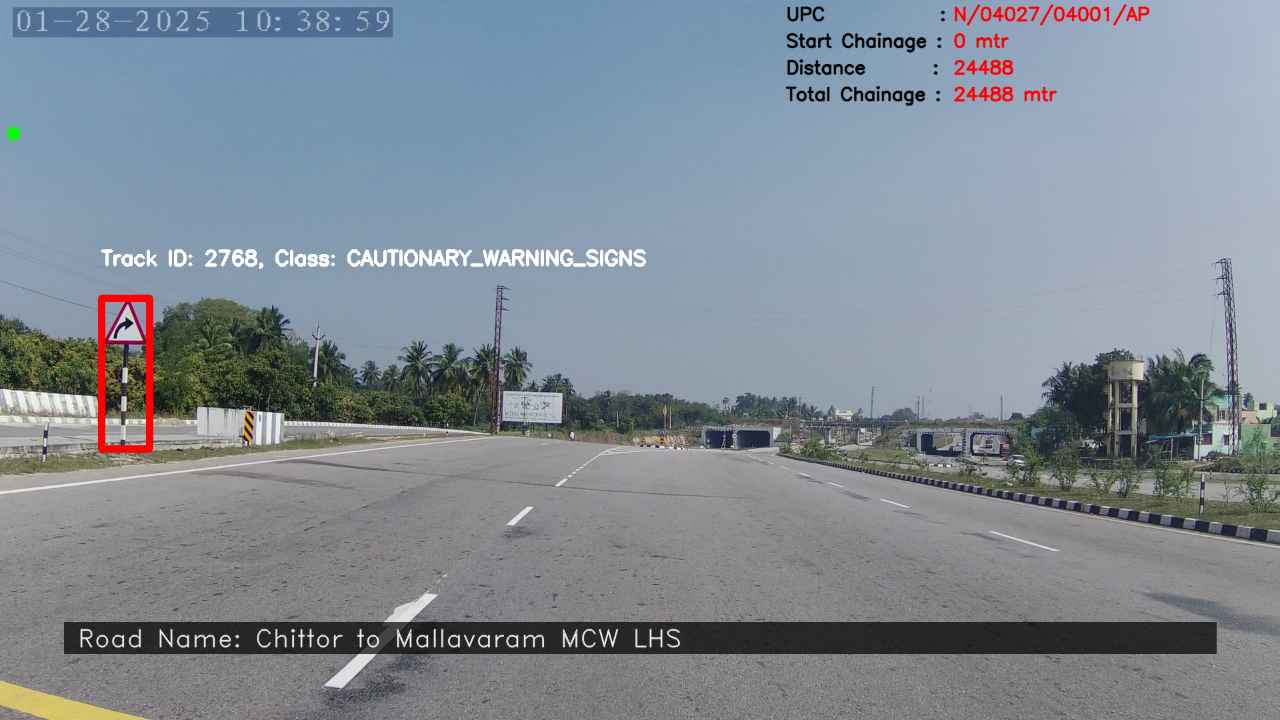 01-28-2025 10:38:59
UPC : N/04027/04001/AP
Start Chainage : 0 mtr
Distance : 24488
Total Chainage : 24488 mtr
Track ID: 2768, Class: CAUTIONARY_WARNING_SIGNS
Road Name: Chittor to Mallavaram MCW LHS